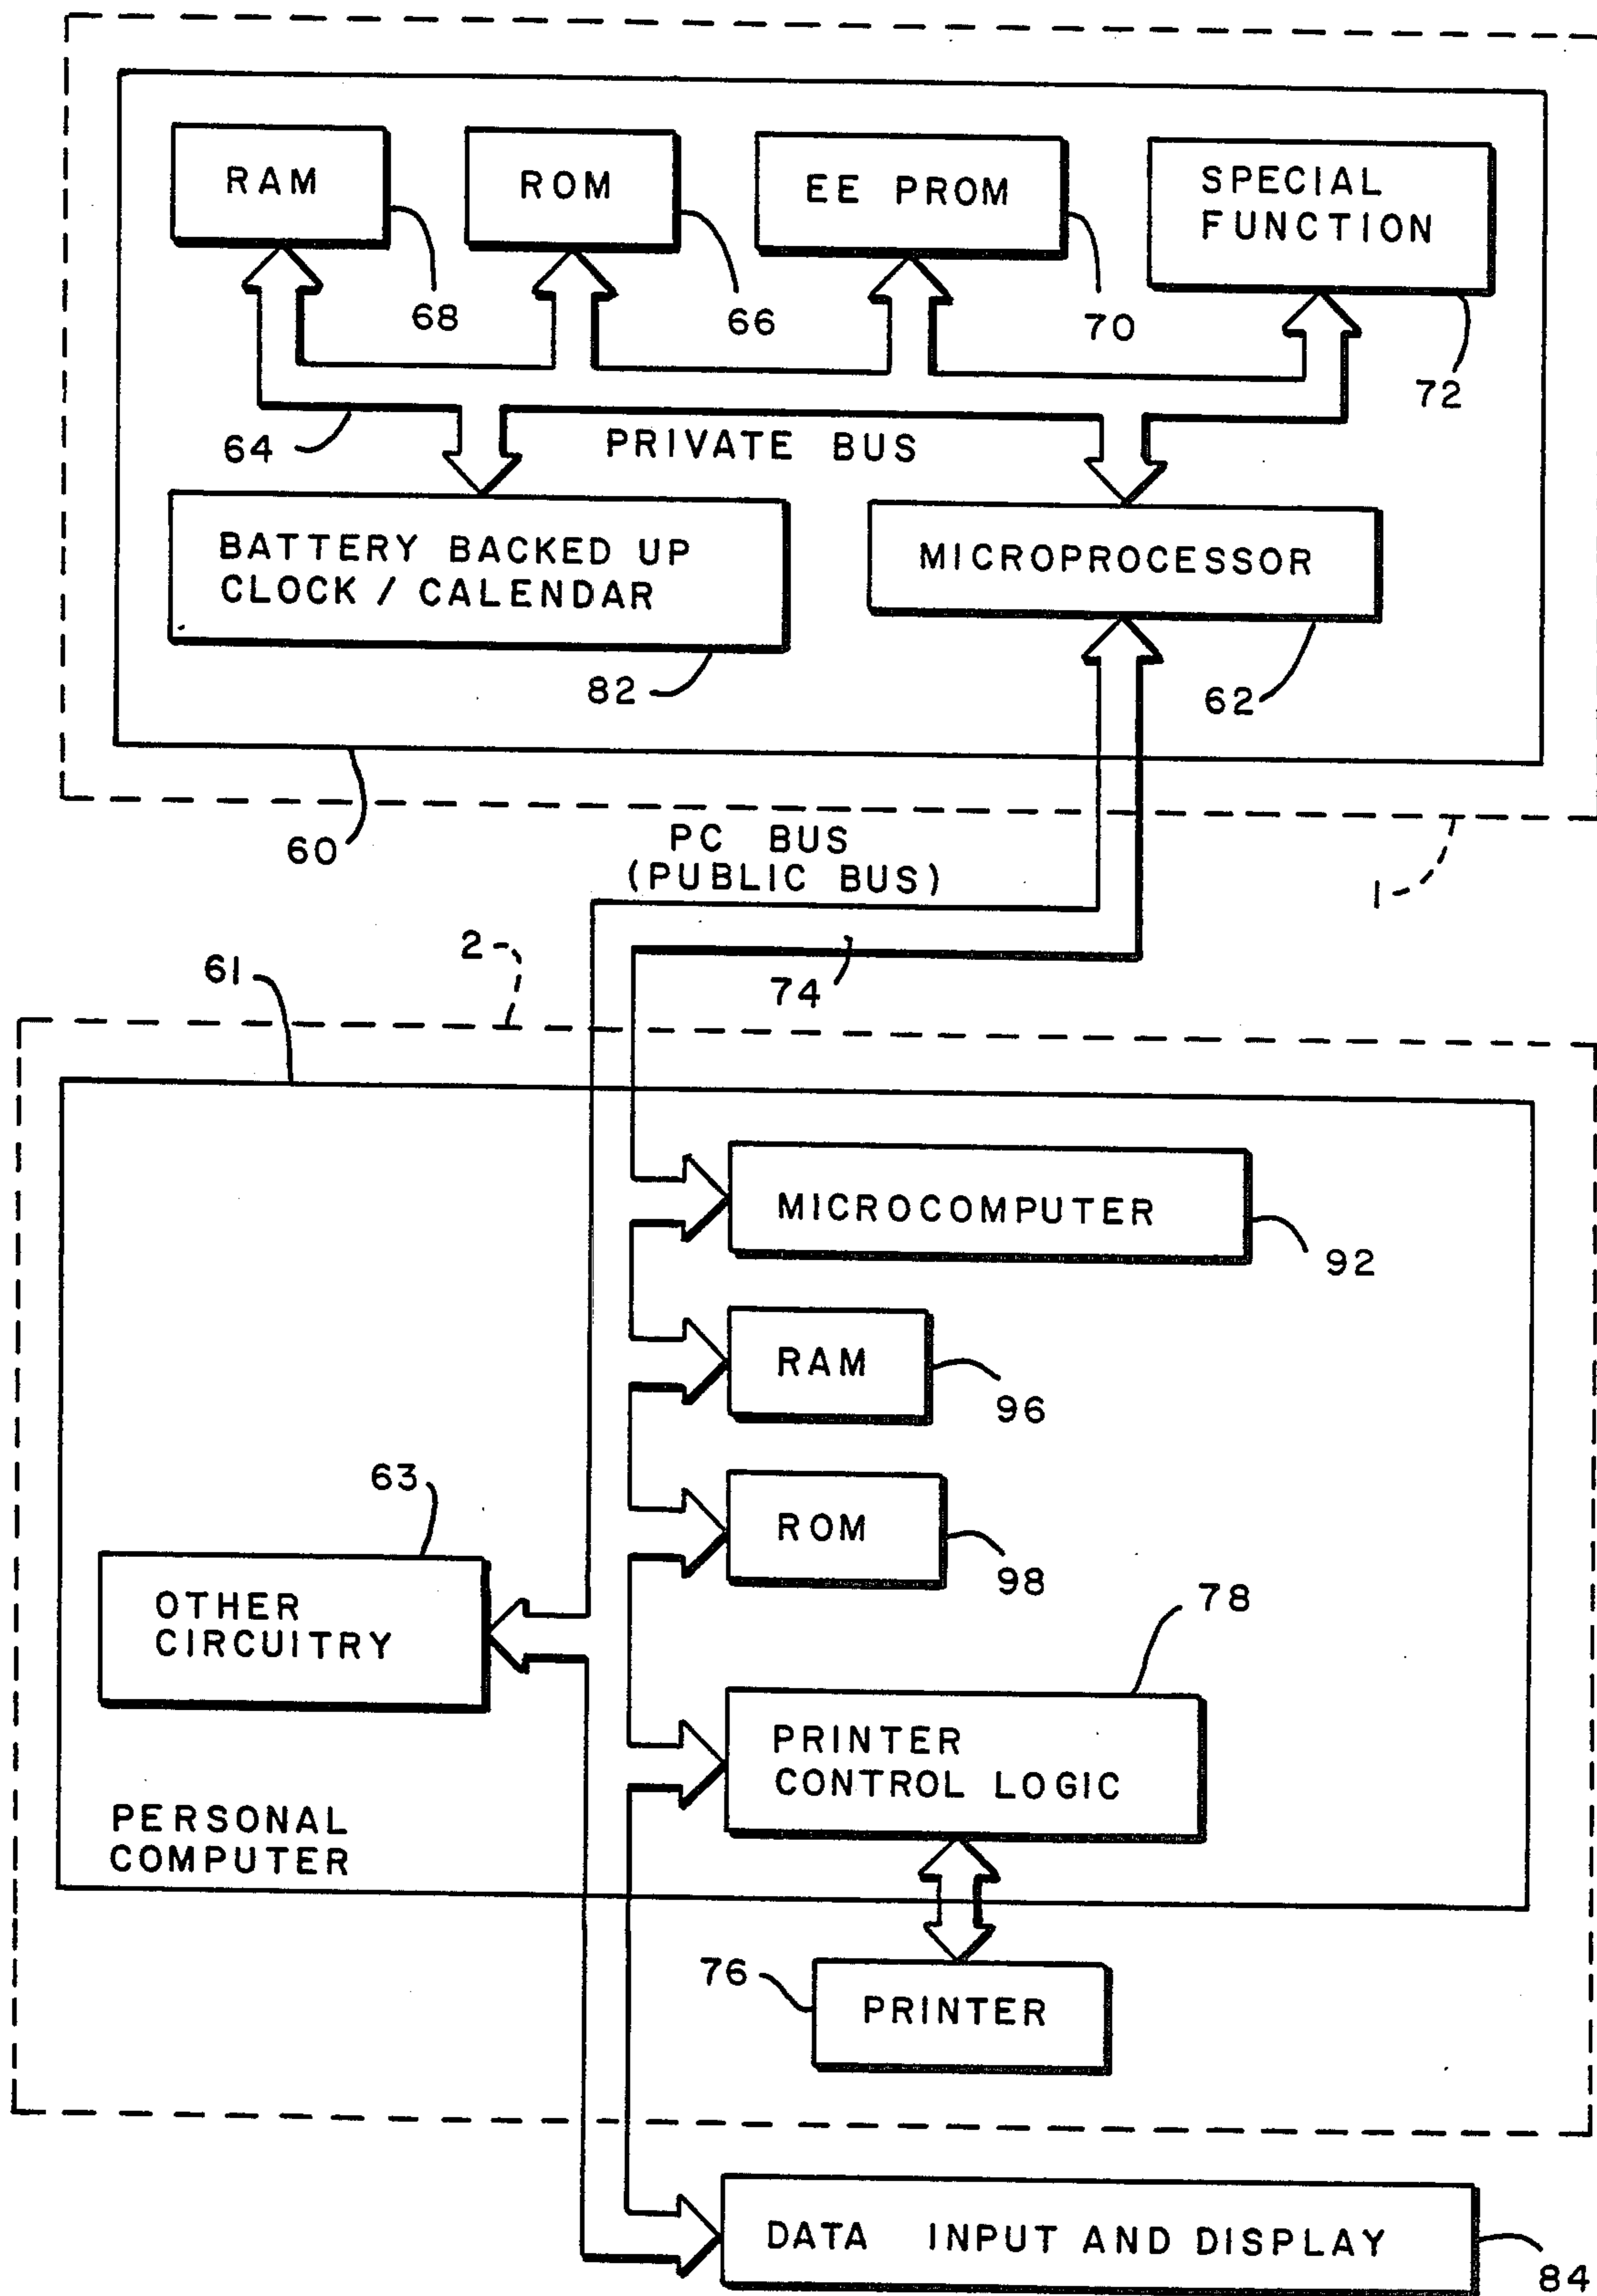 RAM
ROM
EE PROM
SPECIAL
FUNCTION
68
66
70
72
64
PRIVATE BUS
BATTERY BACKED UP
CLOCK / CALENDAR
MICROPROCESSOR
82
62
60
PC BUS
(PUBLIC BUS)
1
2
61
74
MICROCOMPUTER
92
RAM
96
63
ROM
98
OTHER
CIRCUITRY
78
PRINTER
CONTROL LOGIC
PERSONAL
COMPUTER
76
PRINTER
DATA INPUT AND DISPLAY
84